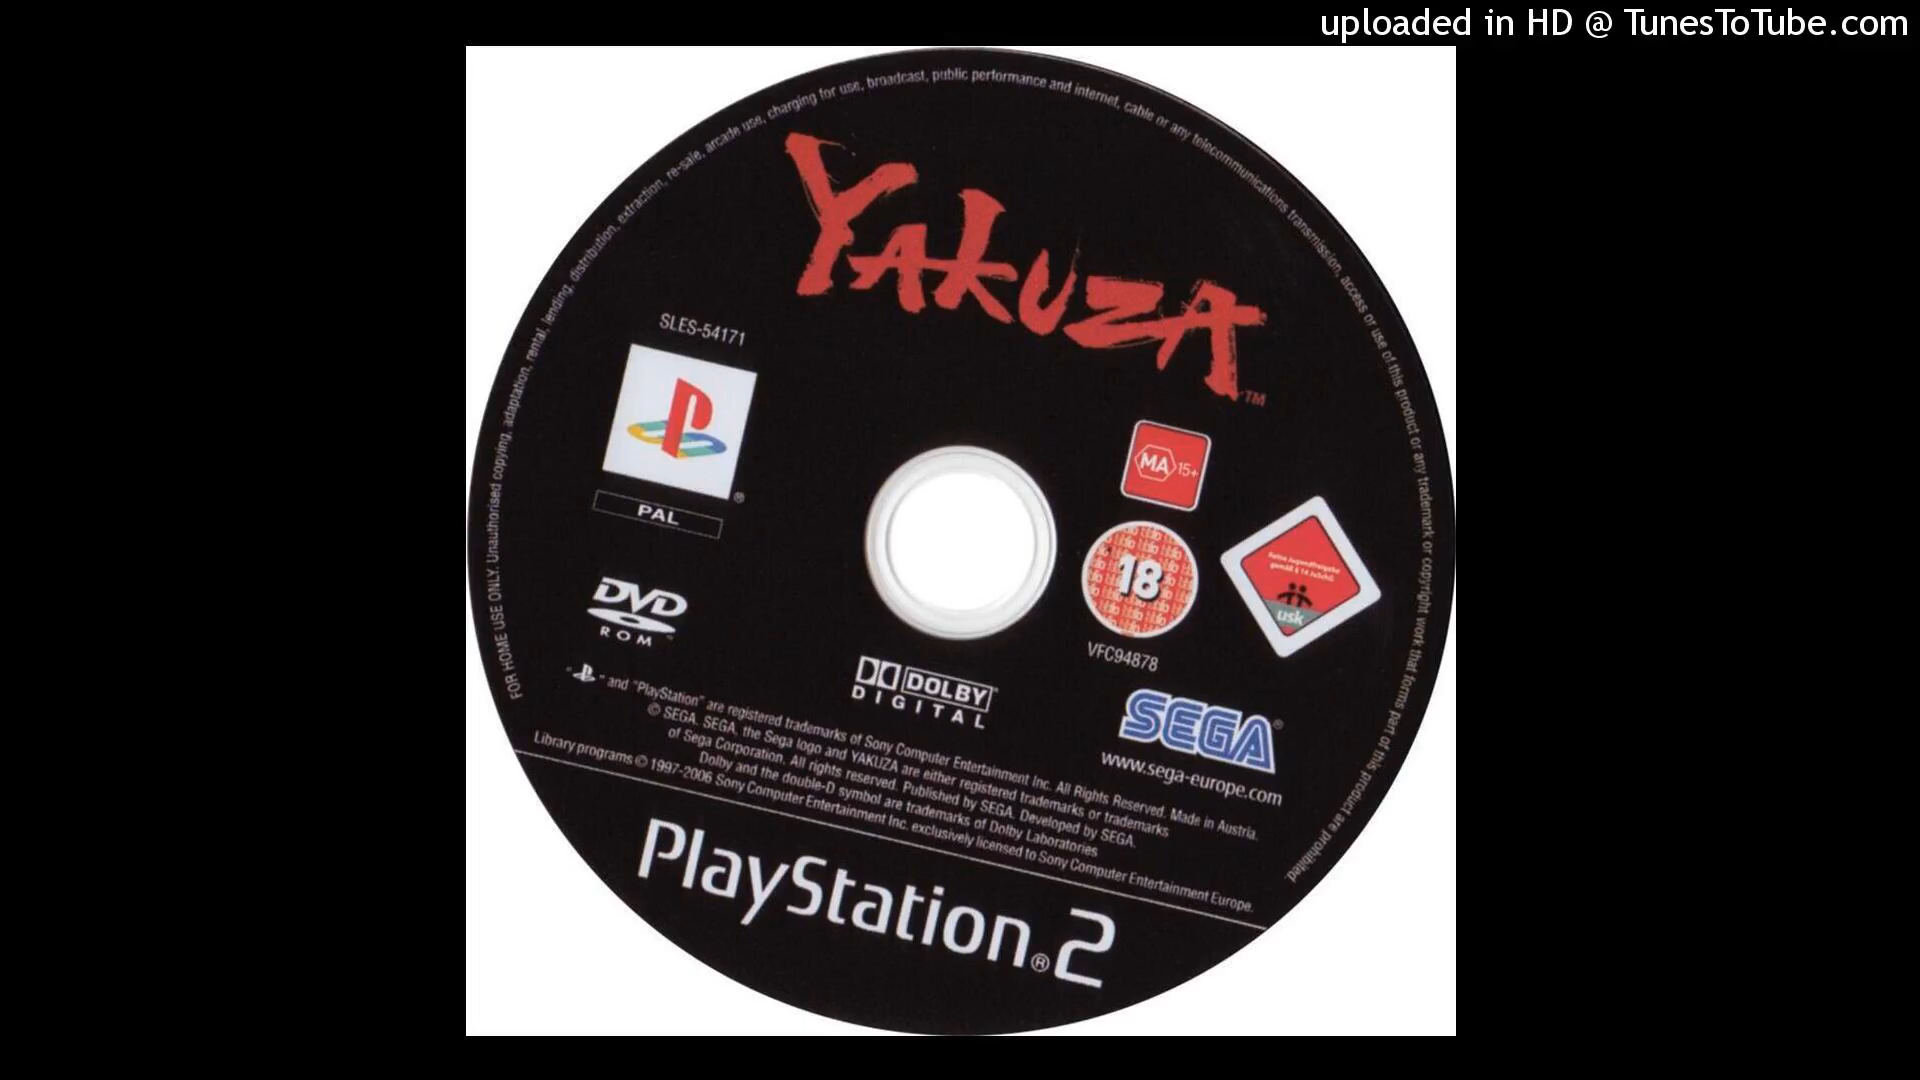 uploaded in HD @ TunesToTube.com
FOR HOME USE ONLY. Unauthorised copying, adaptation, rental, lending, distribution, extraction, re-sale, arcade use, charging for use, broadcast, public performance and internet, cable or any telecommunications transmission, access or use of this product or any trademark or copyright work that forms part of this product are prohibited.
YAKUZA™
SLES-54171
®
PAL
MA 15+
18
Keine Jugendfreigabe
gemäß § 14 JuSchG
usk
VFC94878
DVD
ROM
DOLBY
DIGITAL
SEGA®
www.sega-europe.com
" " and "PlayStation" are registered trademarks of Sony Computer Entertainment Inc. All Rights Reserved. Made in Austria.
© SEGA. SEGA, the Sega logo and YAKUZA are either registered trademarks or trademarks
of Sega Corporation. All rights reserved. Published by SEGA. Developed by SEGA.
Dolby and the double-D symbol are trademarks of Dolby Laboratories
Library programs © 1997-2006 Sony Computer Entertainment Inc. exclusively licensed to Sony Computer Entertainment Europe.
PlayStation®2